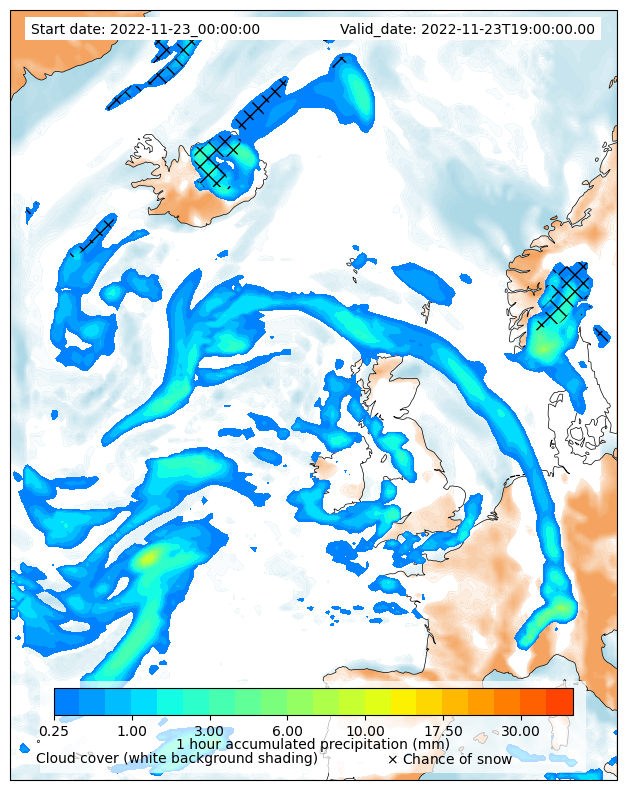 Start date: 2022-11-23_00:00:00 Valid_date: 2022-11-23T19:00:00.00
0.25 1.00 3.00 6.00 10.00 17.50 30.00
1 hour accumulated precipitation (mm)
Cloud cover (white background shading) × Chance of snow